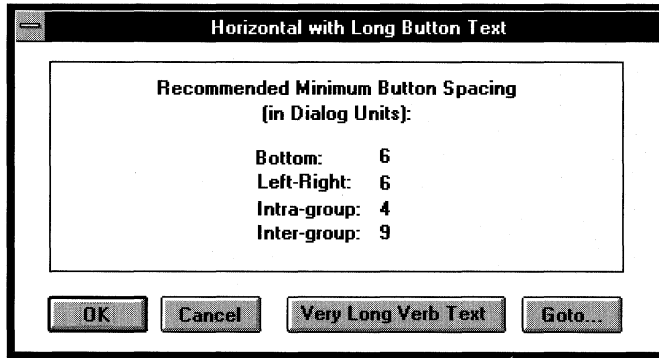 Horizontal with Long Button Text
Recommended Minimum Button Spacing
(in Dialog Units):
Bottom: 6
Left-Right: 6
Intra-group: 4
Inter-group: 9
OK Cancel Very Long Verb Text Goto...